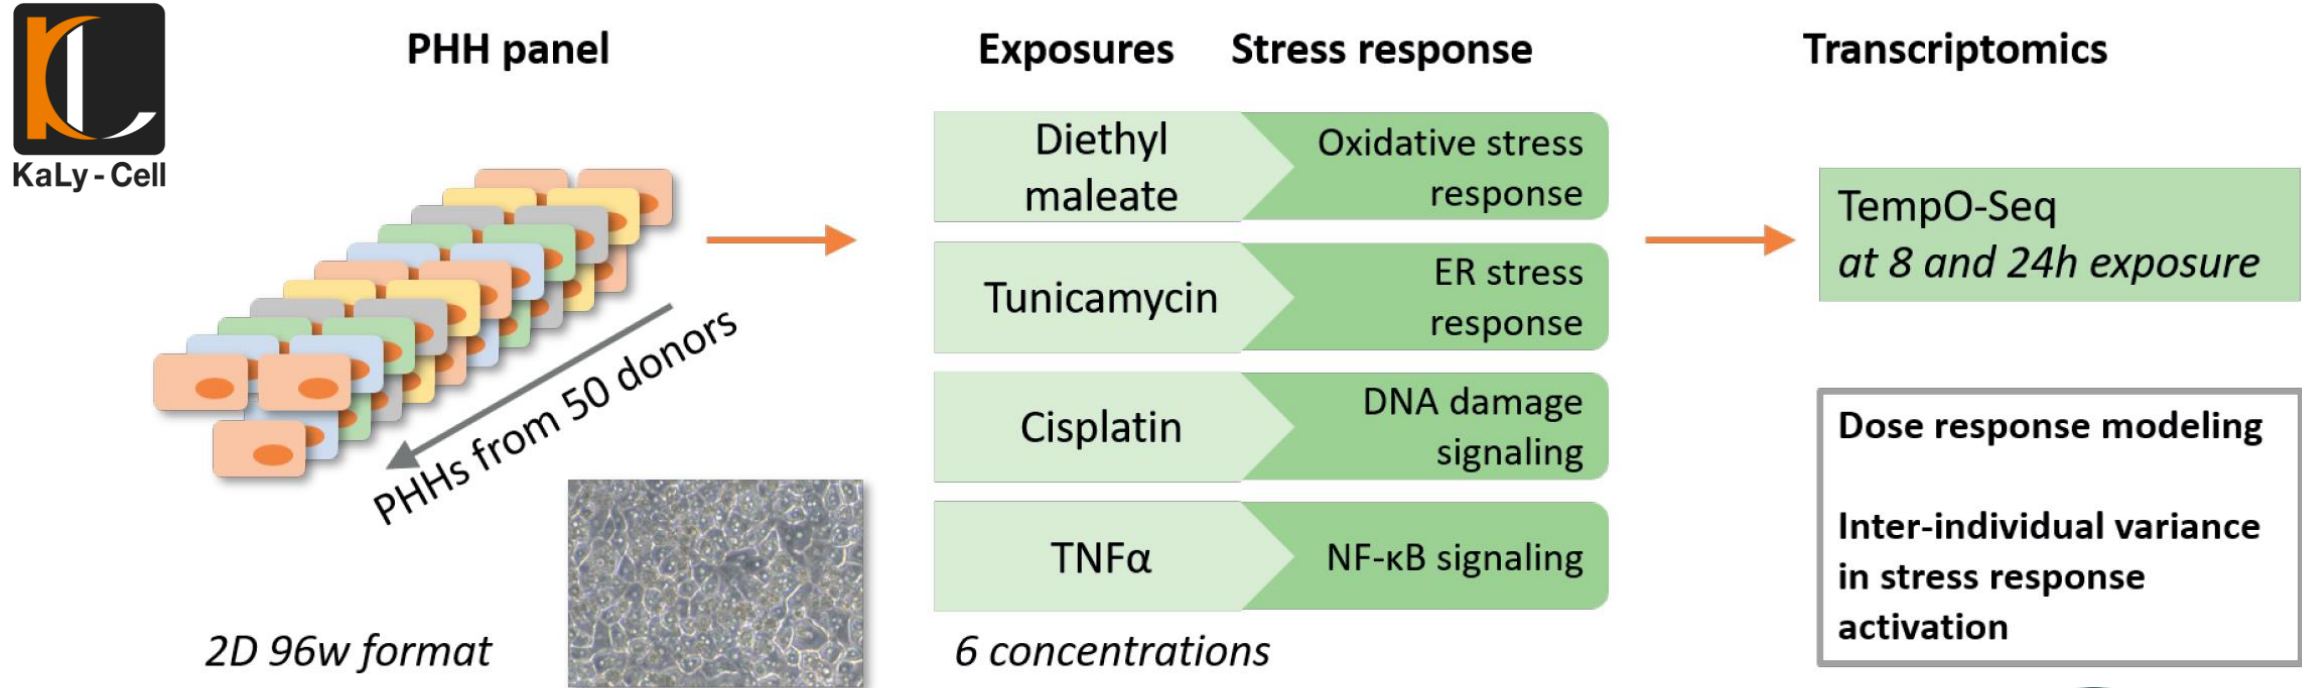 KaLy - Cell
PHH panel
PHHs from 50 donors
2D 96w format
Exposures
Stress response
Diethyl
maleate
Oxidative stress
response
Tunicamycin
ER stress
response
Cisplatin
DNA damage
signaling
TNFα
NF-κB signaling
6 concentrations
Transcriptomics
TempO-Seq
at 8 and 24h exposure
Dose response modeling
Inter-individual variance
in stress response
activation